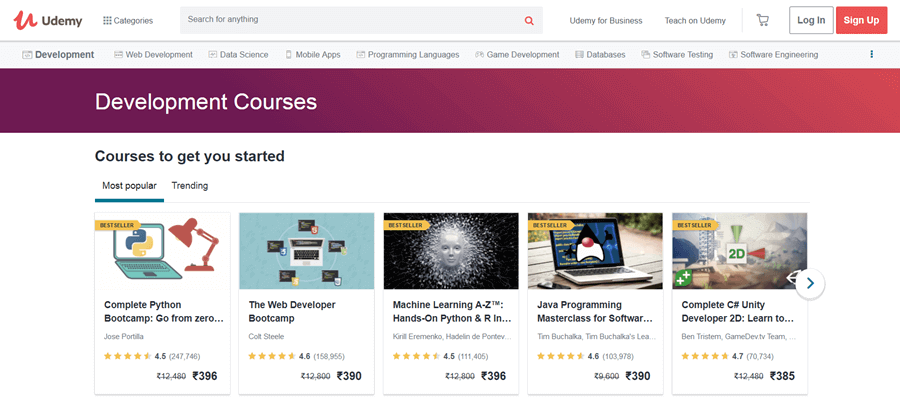 Udemy
Categories
Search for anything
Udemy for Business
Teach on Udemy
Log In
Sign Up
Development
Web Development
Data Science
Mobile Apps
Programming Languages
Game Development
Databases
Software Testing
Software Engineering
Development Courses
Courses to get you started
Most popular
Trending
BESTSELLER
Complete Python
Bootcamp: Go from zero...
Jose Portilla
4.5 (247,746)
₹12,480 ₹396
The Web Developer
Bootcamp
Colt Steele
4.6 (158,955)
₹12,800 ₹390
BESTSELLER
Machine Learning A-Z™:
Hands-On Python & R In...
Kirill Eremenko, Hadelin de Pontev...
4.5 (111,405)
₹12,800 ₹396
BESTSELLER
Java Programming
Masterclass for Softwar...
Tim Buchalka, Tim Buchalka's Lea...
4.6 (103,978)
₹9,600 ₹390
BESTSELLER
2D
Complete C# Unity
Developer 2D: Learn to...
Ben Tristem, GameDev.tv Team, ...
4.7 (70,734)
₹12,480 ₹385